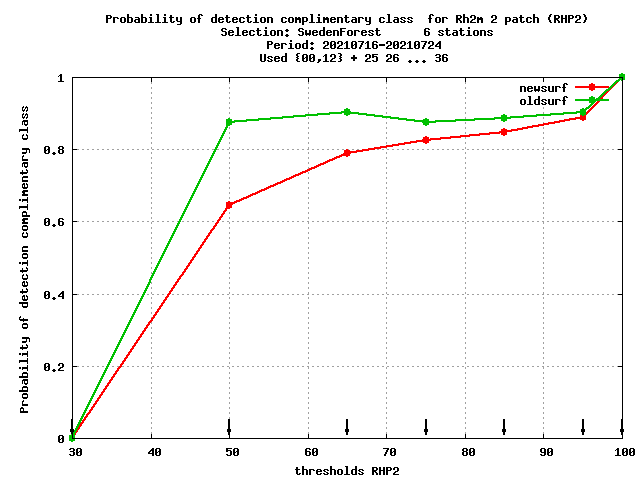 Probability of detection complimentary class  for Rh2m 2 patch (RHP2)
Selection: SwedenForest      6 stations
Period: 20210716-20210724
Used {00,12} + 25 26 ... 36
newsurf
oldsurf
Probability of detection complimentary class
1
0.8
0.6
0.4
0.2
0
30 40 50 60 70 80 90 100
thresholds RHP2